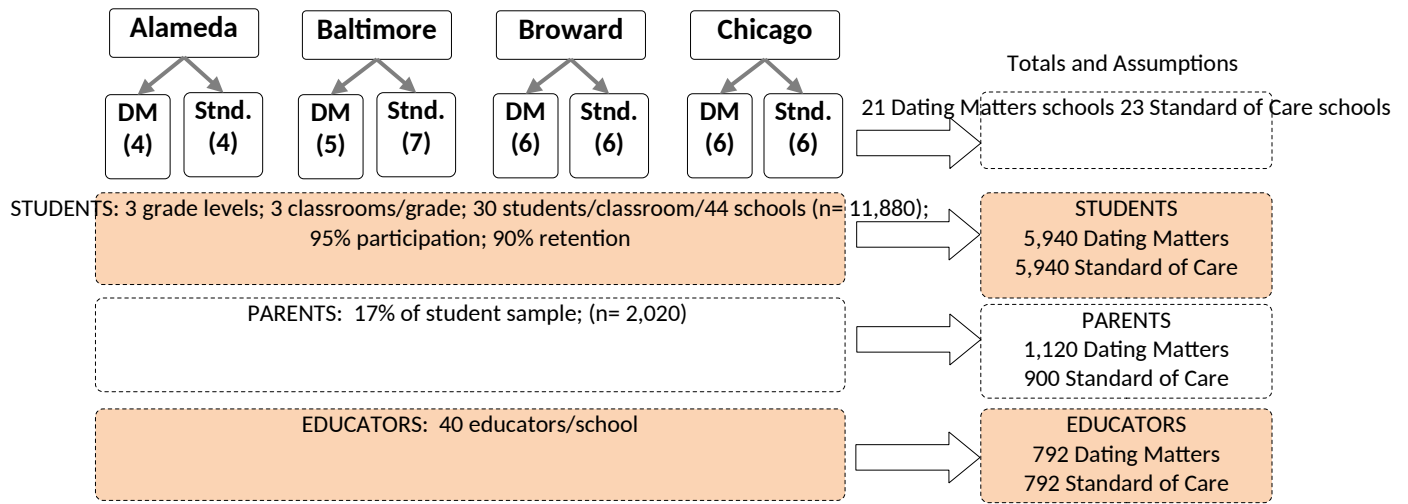 Alameda
Baltimore
Broward
Chicago
Totals and Assumptions
DM
(4)
Stnd.
(4)
DM
(5)
Stnd.
(7)
DM
(6)
Stnd.
(6)
DM
(6)
Stnd.
(6)
21 Dating Matters schools 23 Standard of Care schools
STUDENTS: 3 grade levels; 3 classrooms/grade; 30 students/classroom/44 schools (n= 11,880);
95% participation; 90% retention
STUDENTS
5,940 Dating Matters
5,940 Standard of Care
PARENTS: 17% of student sample; (n= 2,020)
PARENTS
1,120 Dating Matters
900 Standard of Care
EDUCATORS: 40 educators/school
EDUCATORS
792 Dating Matters
792 Standard of Care